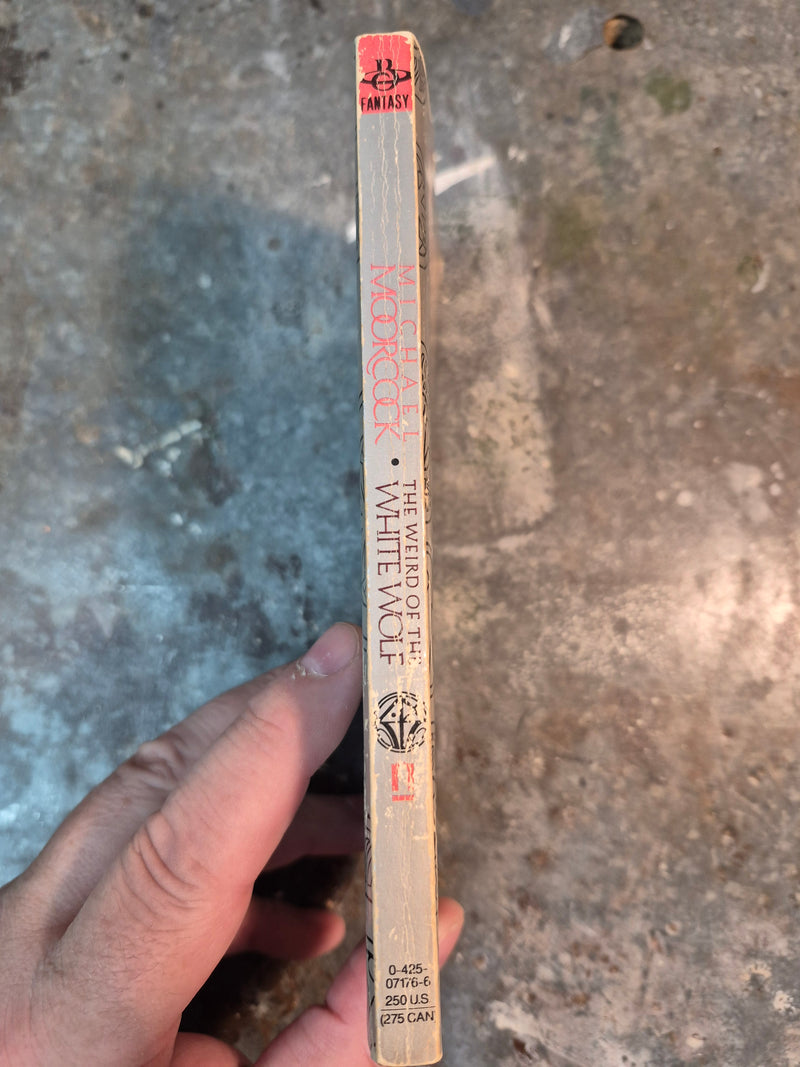 FANTASY
MICHAEL
MOORCOCK
•
THE WEIRD OF THE
WHITE WOLF
0-425-
07176-6
250 U.S.
(275 CAN)